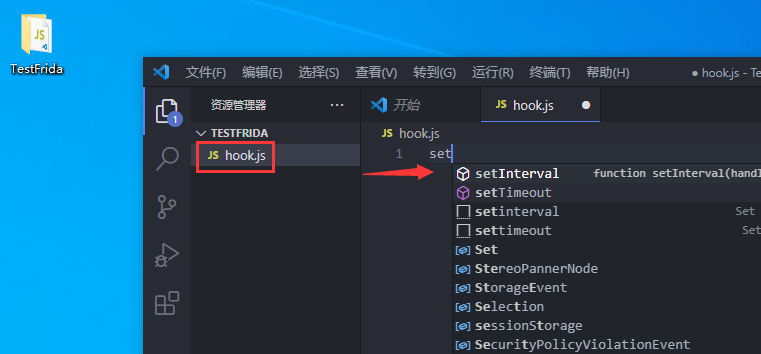 JS
TestFrida
文件(F) 编辑(E) 选择(S) 查看(V) 转到(G) 运行(R) 终端(T) 帮助(H) ● hook.js - Te
资源管理器 ··· 开始 JS hook.js ●
1
TESTFRIDA JS hook.js
JS hook.js 1 set
setInterval function setInterval(handl
setTimeout
setinterval Set
settimeout Set
Set
StereoPannerNode
StorageEvent
Selection
sessionStorage
SecurityPolicyViolationEvent